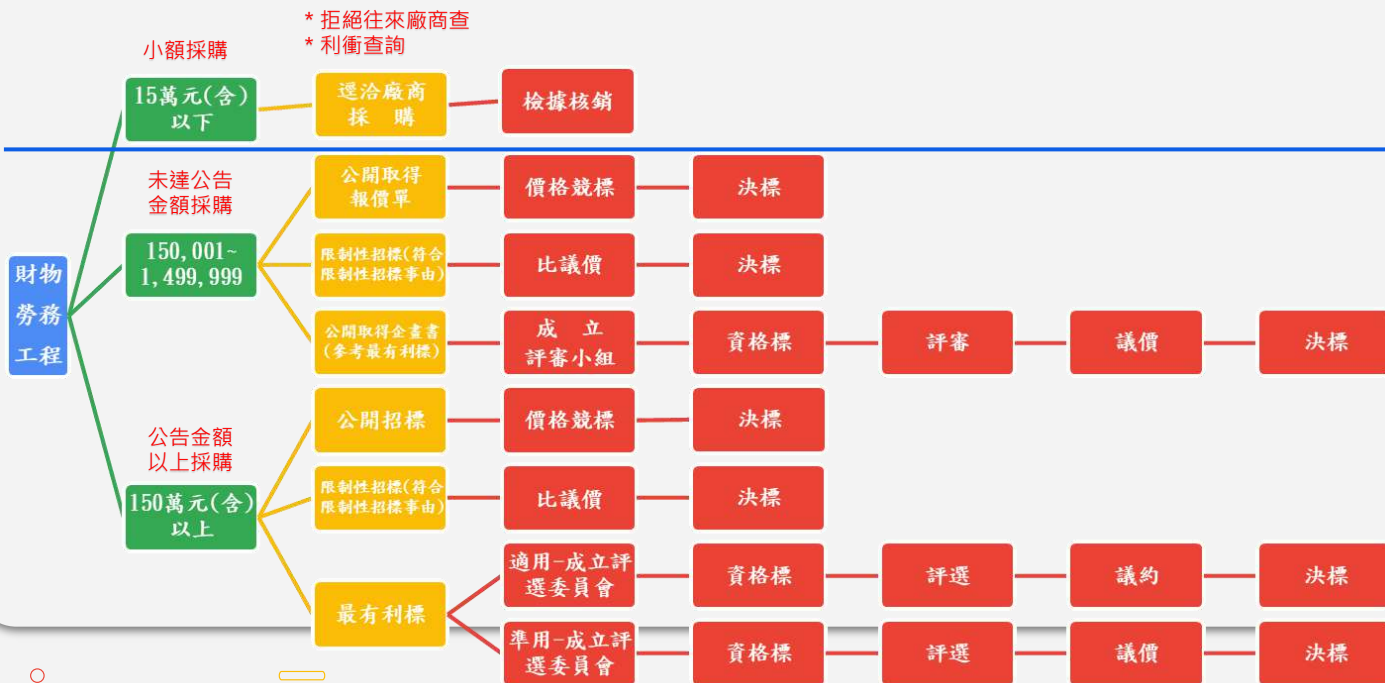 * 拒絕往來廠商查
* 利衝查詢
小額採購
15萬元(含)
以下
逕洽廠商
採 購
檢據核銷
未達公告
金額採購
公開取得
報價單
價格競標
決標
150,001~
1,499,999
限制性招標(符合
限制性招標事由)
比議價
決標
財物
勞務
工程
公開取得企畫書
(參考最有利標)
成 立
評審小組
資格標
評審
議價
決標
公告金額
以上採購
公開招標
價格競標
決標
150萬元(含)
以上
限制性招標(符合
限制性招標事由)
比議價
決標
最有利標
適用-成立評
選委員會
資格標
評選
議約
決標
準用-成立評
選委員會
資格標
評選
議價
決標